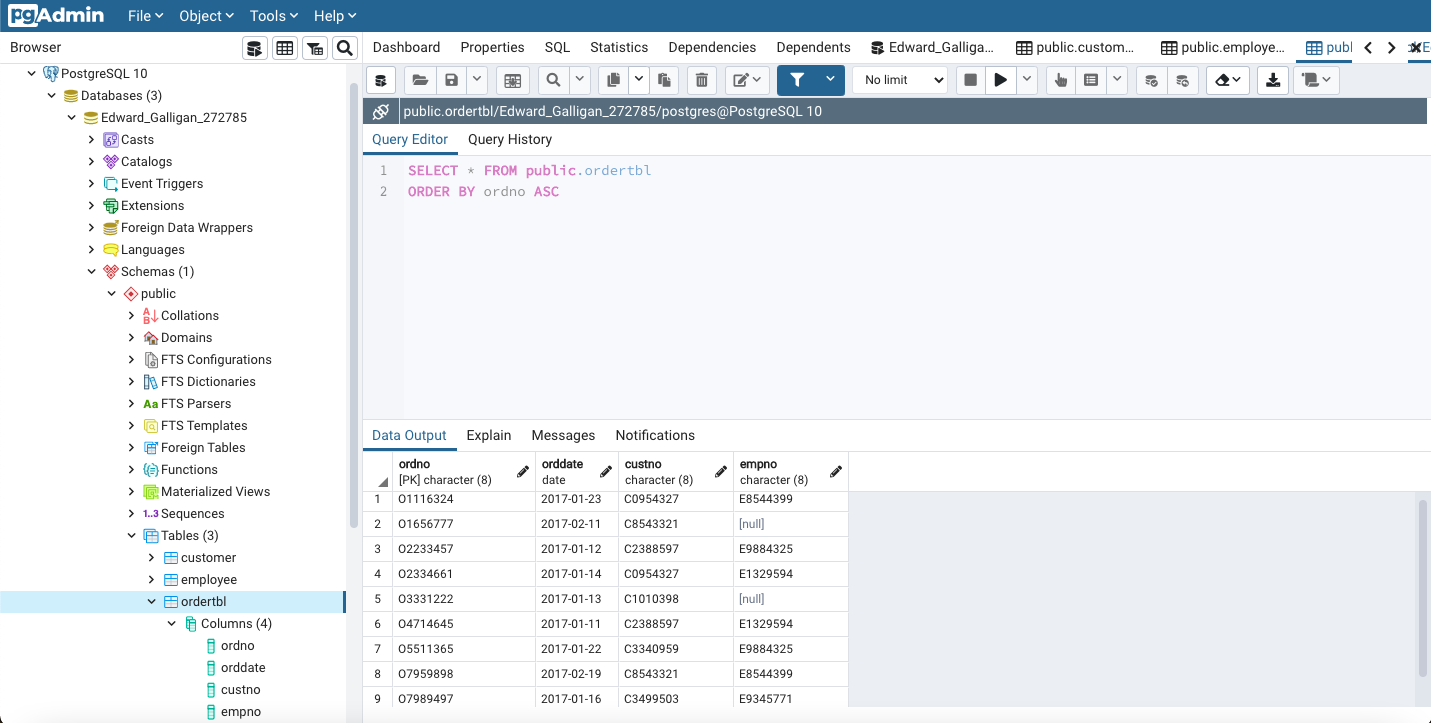 pgAdmin File Object Tools Help
Browser
Dashboard Properties SQL Statistics Dependencies Dependents Edward_Galliga... public.custom... public.employe... publ
PostgreSQL 10
Databases (3)
Edward_Galligan_272785
Casts
Catalogs
Event Triggers
Extensions
Foreign Data Wrappers
Languages
Schemas (1)
public
Collations
Domains
FTS Configurations
FTS Dictionaries
Aa FTS Parsers
FTS Templates
Foreign Tables
Functions
Materialized Views
1..3 Sequences
Tables (3)
customer
employee
ordertbl
Columns (4)
ordno
orddate
custno
empno
No limit
public.ordertbl/Edward_Galligan_272785/postgres@PostgreSQL 10
Query Editor Query History
1 SELECT * FROM public.ordertbl
2 ORDER BY ordno ASC
Data Output Explain Messages Notifications
ordno orddate custno empno
[PK] character (8) date character (8) character (8)
1 O1116324 2017-01-23 C0954327 E8544399
2 O1656777 2017-02-11 C8543321 [null]
3 O2233457 2017-01-12 C2388597 E9884325
4 O2334661 2017-01-14 C0954327 E1329594
5 O3331222 2017-01-13 C1010398 [null]
6 O4714645 2017-01-11 C2388597 E1329594
7 O5511365 2017-01-22 C3340959 E9884325
8 O7959898 2017-02-19 C8543321 E8544399
9 O7989497 2017-01-16 C3499503 E9345771